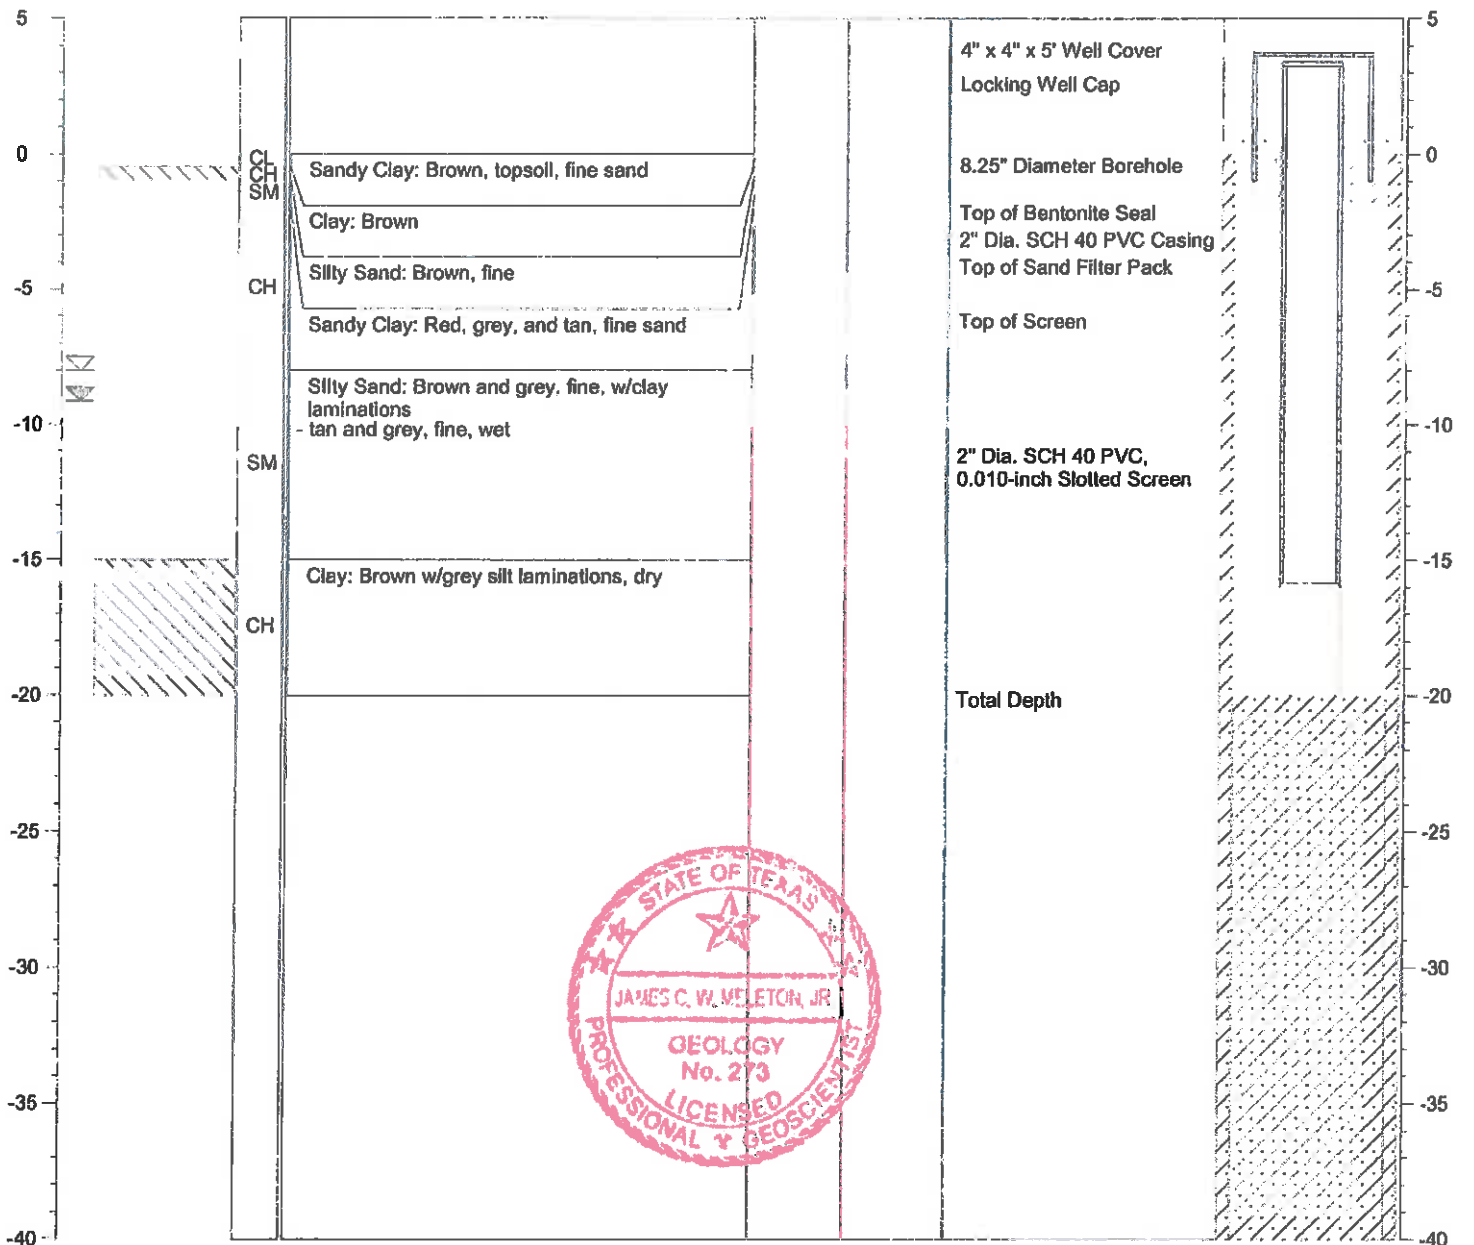 5
0
-5
-10
-15
-20
-25
-30
-35
-40
CL
CH
SM
CH
SM
CH
Sandy Clay: Brown, topsoil, fine sand
Clay: Brown
Silty Sand: Brown, fine
Sandy Clay: Red, grey, and tan, fine sand
Silty Sand: Brown and grey, fine, w/clay
laminations
- tan and grey, fine, wet
Clay: Brown w/grey silt laminations, dry
4" x 4" x 5' Well Cover
Locking Well Cap
8.25" Diameter Borehole
Top of Bentonite Seal
2" Dia. SCH 40 PVC Casing
Top of Sand Filter Pack
Top of Screen
2" Dia. SCH 40 PVC,
0.010-inch Slotted Screen
Total Depth
5
0
-5
-10
-15
-20
-25
-30
-35
-40
STATE OF TEXAS
JAMES C. W. MELETON, JR
GEOLOGY
No. 273
LICENSED
PROFESSIONAL GEOSCIENTIST